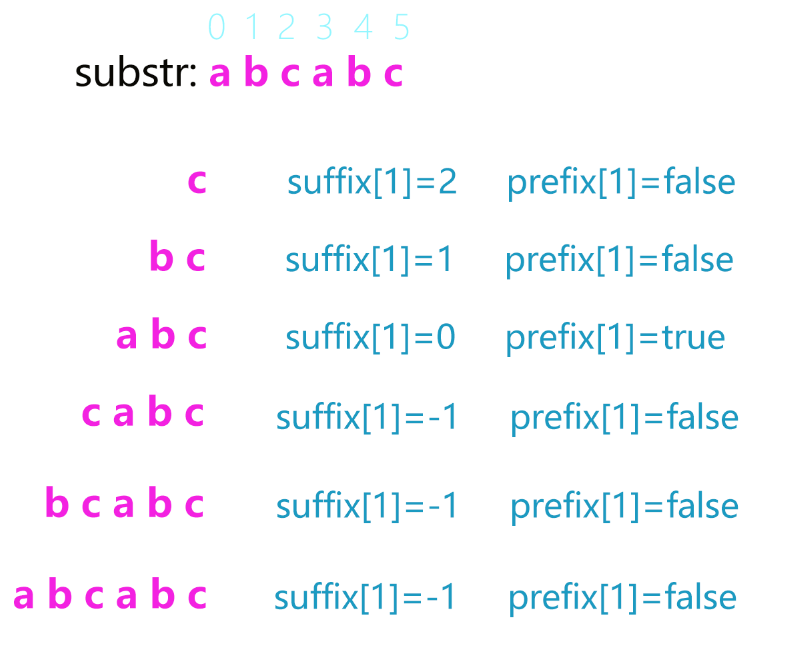 0 1 2 3 4 5
substr: a b c a b c
c suffix[1]=2 prefix[1]=false
b c suffix[1]=1 prefix[1]=false
a b c suffix[1]=0 prefix[1]=true
c a b c suffix[1]=-1 prefix[1]=false
b c a b c suffix[1]=-1 prefix[1]=false
a b c a b c suffix[1]=-1 prefix[1]=false